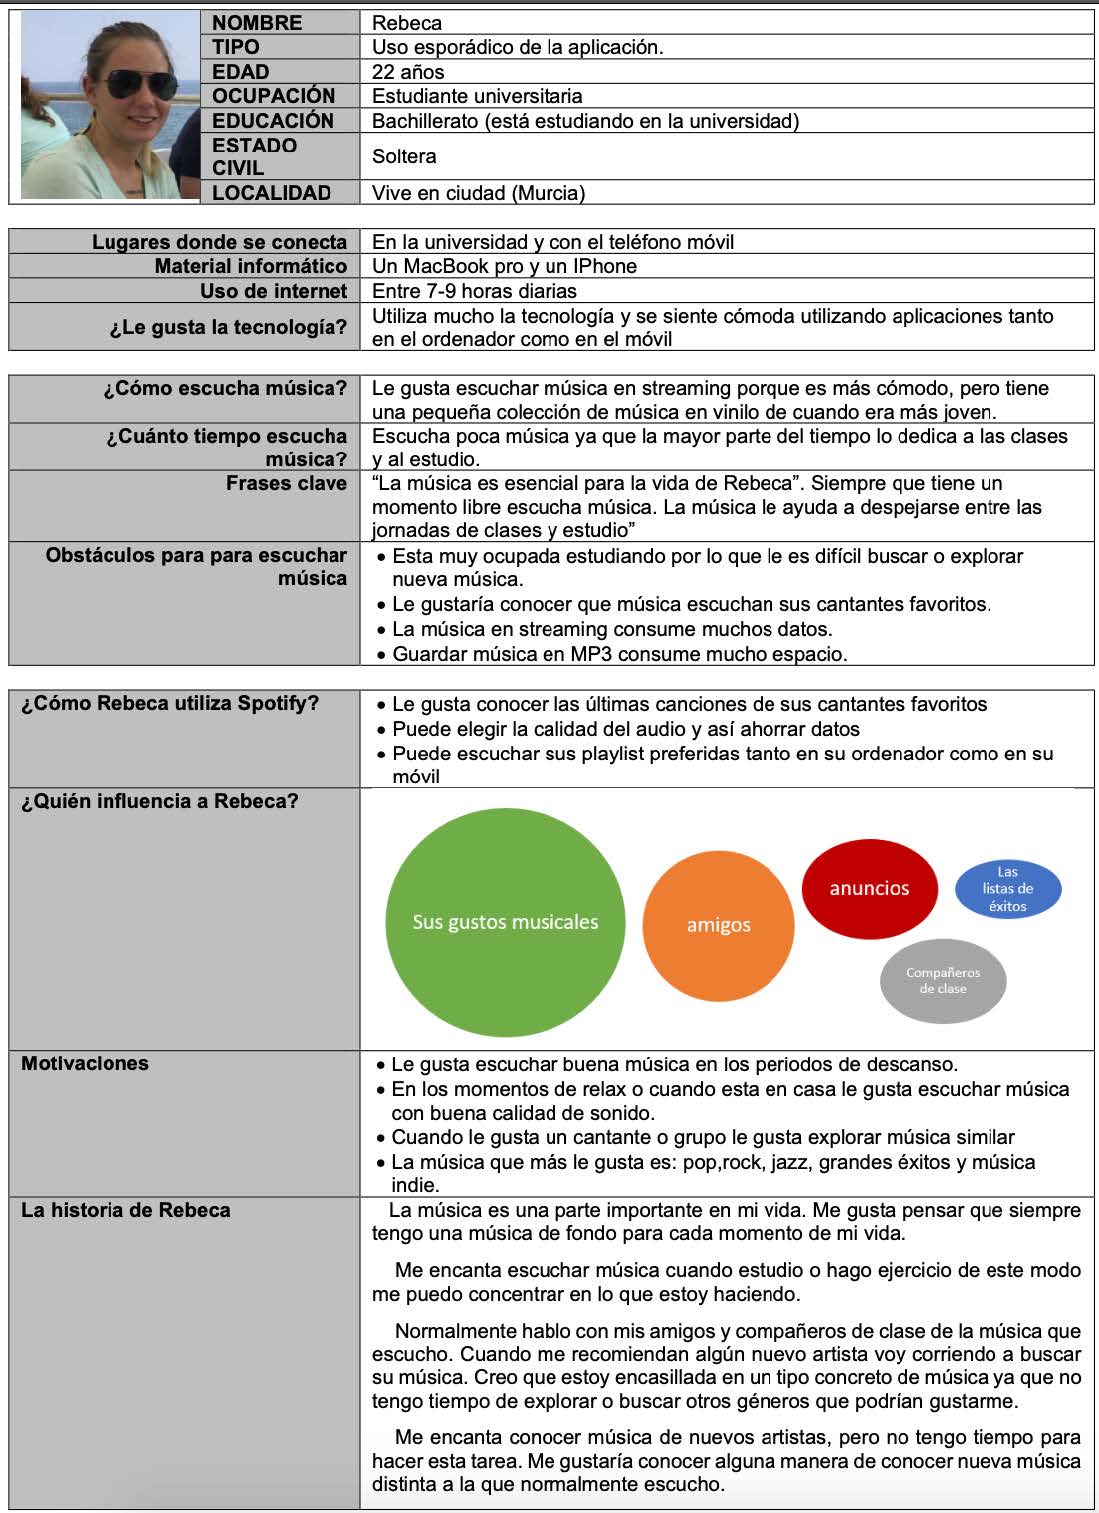 NOMBRE Rebeca
TIPO Uso esporádico de la aplicación.
EDAD 22 años
OCUPACIÓN Estudiante universitaria
EDUCACIÓN Bachillerato (está estudiando en la universidad)
ESTADO
CIVIL Soltera
LOCALIDAD Vive en ciudad (Murcia)
Lugares donde se conecta En la universidad y con el teléfono móvil
Material informático Un MacBook pro y un IPhone
Uso de internet Entre 7-9 horas diarias
¿Le gusta la tecnología? Utiliza mucho la tecnología y se siente cómoda utilizando aplicaciones tanto
en el ordenador como en el móvil
¿Cómo escucha música? Le gusta escuchar música en streaming porque es más cómodo, pero tiene
una pequeña colección de música en vinilo de cuando era más joven.
¿Cuánto tiempo escucha Escucha poca música ya que la mayor parte del tiempo lo dedica a las clases
música? y al estudio.
Frases clave “La música es esencial para la vida de Rebeca”. Siempre que tiene un
momento libre escucha música. La música le ayuda a despejarse entre las
jornadas de clases y estudio”
Obstáculos para para escuchar • Esta muy ocupada estudiando por lo que le es difícil buscar o explorar
música nueva música.
• Le gustaría conocer que música escuchan sus cantantes favoritos.
• La música en streaming consume muchos datos.
• Guardar música en MP3 consume mucho espacio.
¿Cómo Rebeca utiliza Spotify? • Le gusta conocer las últimas canciones de sus cantantes favoritos
• Puede elegir la calidad del audio y así ahorrar datos
• Puede escuchar sus playlist preferidas tanto en su ordenador como en su
móvil
¿Quién influencia a Rebeca?
Sus gustos musicales
amigos
anuncios
Las
listas de
éxitos
Compañeros
de clase
Motivaciones • Le gusta escuchar buena música en los periodos de descanso.
• En los momentos de relax o cuando esta en casa le gusta escuchar música
con buena calidad de sonido.
• Cuando le gusta un cantante o grupo le gusta explorar música similar
• La música que más le gusta es: pop,rock, jazz, grandes éxitos y música
indie.
La historia de Rebeca La música es una parte importante en mi vida. Me gusta pensar que siempre
tengo una música de fondo para cada momento de mi vida.
Me encanta escuchar música cuando estudio o hago ejercicio de este modo
me puedo concentrar en lo que estoy haciendo.
Normalmente hablo con mis amigos y compañeros de clase de la música que
escucho. Cuando me recomiendan algún nuevo artista voy corriendo a buscar
su música. Creo que estoy encasillada en un tipo concreto de música ya que no
tengo tiempo de explorar o buscar otros géneros que podrían gustarme.
Me encanta conocer música de nuevos artistas, pero no tengo tiempo para
hacer esta tarea. Me gustaría conocer alguna manera de conocer nueva música
distinta a la que normalmente escucho.